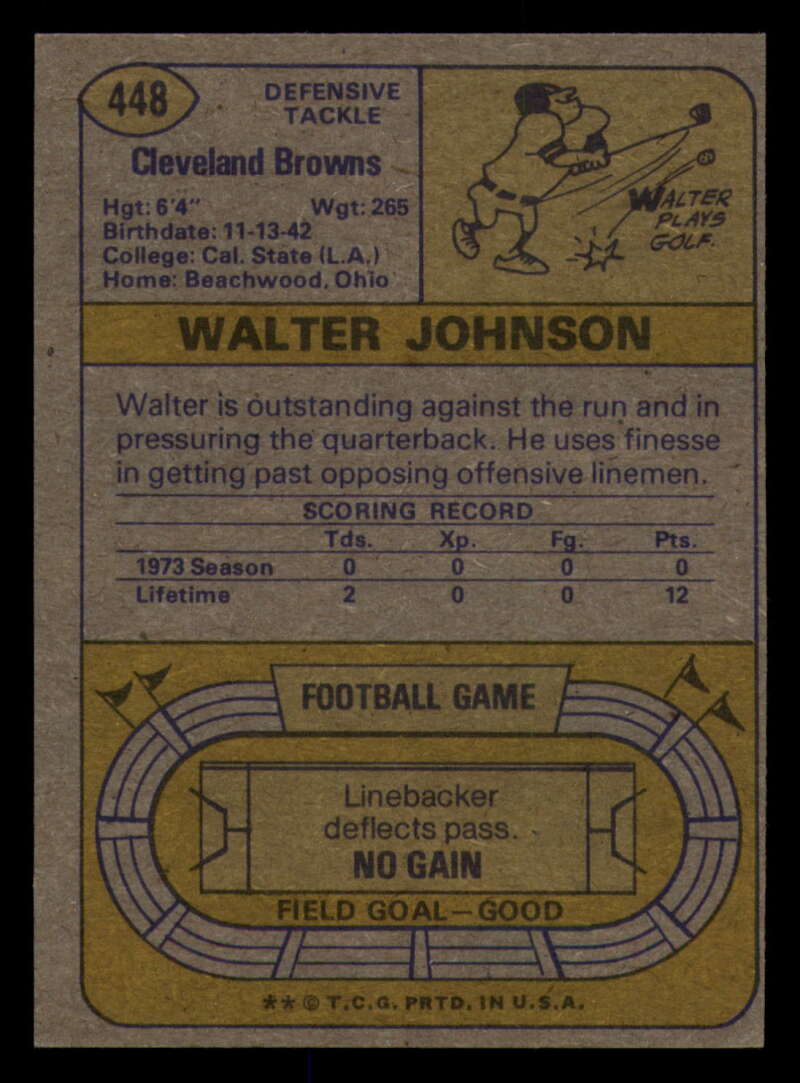 448
DEFENSIVE
TACKLE
Cleveland Browns
Hgt: 6'4" Wgt: 265
Birthdate: 11-13-42
College: Cal. State (L.A.)
Home: Beachwood, Ohio
WALTER
PLAYS
GOLF.
WALTER JOHNSON
Walter is outstanding against the run and in
pressuring the quarterback. He uses finesse
in getting past opposing offensive linemen.
SCORING RECORD
Tds. Xp. Fg. Pts.
1973 Season 0 0 0 0
Lifetime 2 0 0 12
FOOTBALL GAME
Linebacker
deflects pass.
NO GAIN
FIELD GOAL—GOOD
** © T.C.G. PRTD. IN U.S.A.